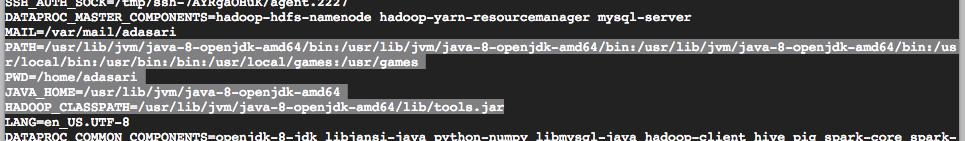 SSH_AUTH_SOCK=/tmp/ssh-7AYRgaOHuK/agent.2227
DATAPROC_MASTER_COMPONENTS=hadoop-hdfs-namenode hadoop-yarn-resourcemanager mysql-server
MAIL=/var/mail/adasari
PATH=/usr/lib/jvm/java-8-openjdk-amd64/bin:/usr/lib/jvm/java-8-openjdk-amd64/bin:/usr/lib/jvm/java-8-openjdk-amd64/bin:/us
r/local/bin:/usr/bin:/bin:/usr/local/games:/usr/games
PWD=/home/adasari
JAVA_HOME=/usr/lib/jvm/java-8-openjdk-amd64
HADOOP_CLASSPATH=/usr/lib/jvm/java-8-openjdk-amd64/lib/tools.jar
LANG=en_US.UTF-8
DATAPROC_COMMON_COMPONENTS=openjdk-8-jdk libjansi-java python-numpy libmysql-java hadoop-client hive pig spark-core spark-